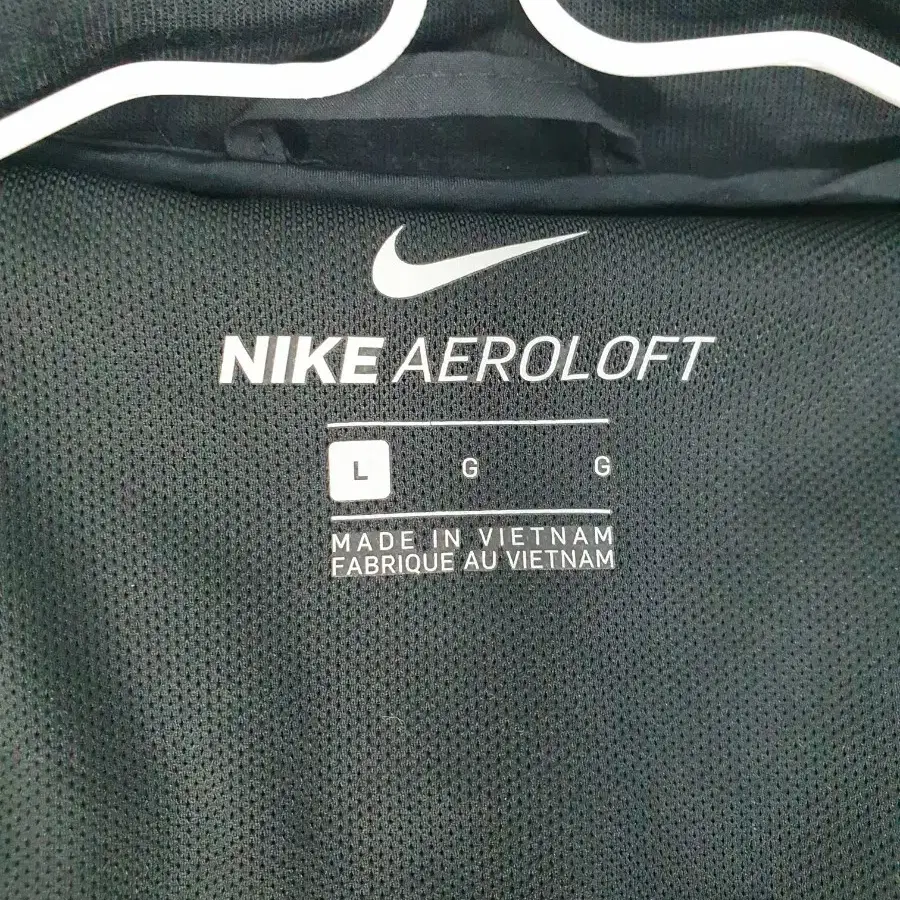 NIKE AEROLOFT
L G G
MADE IN VIETNAM
FABRIQUE AU VIETNAM